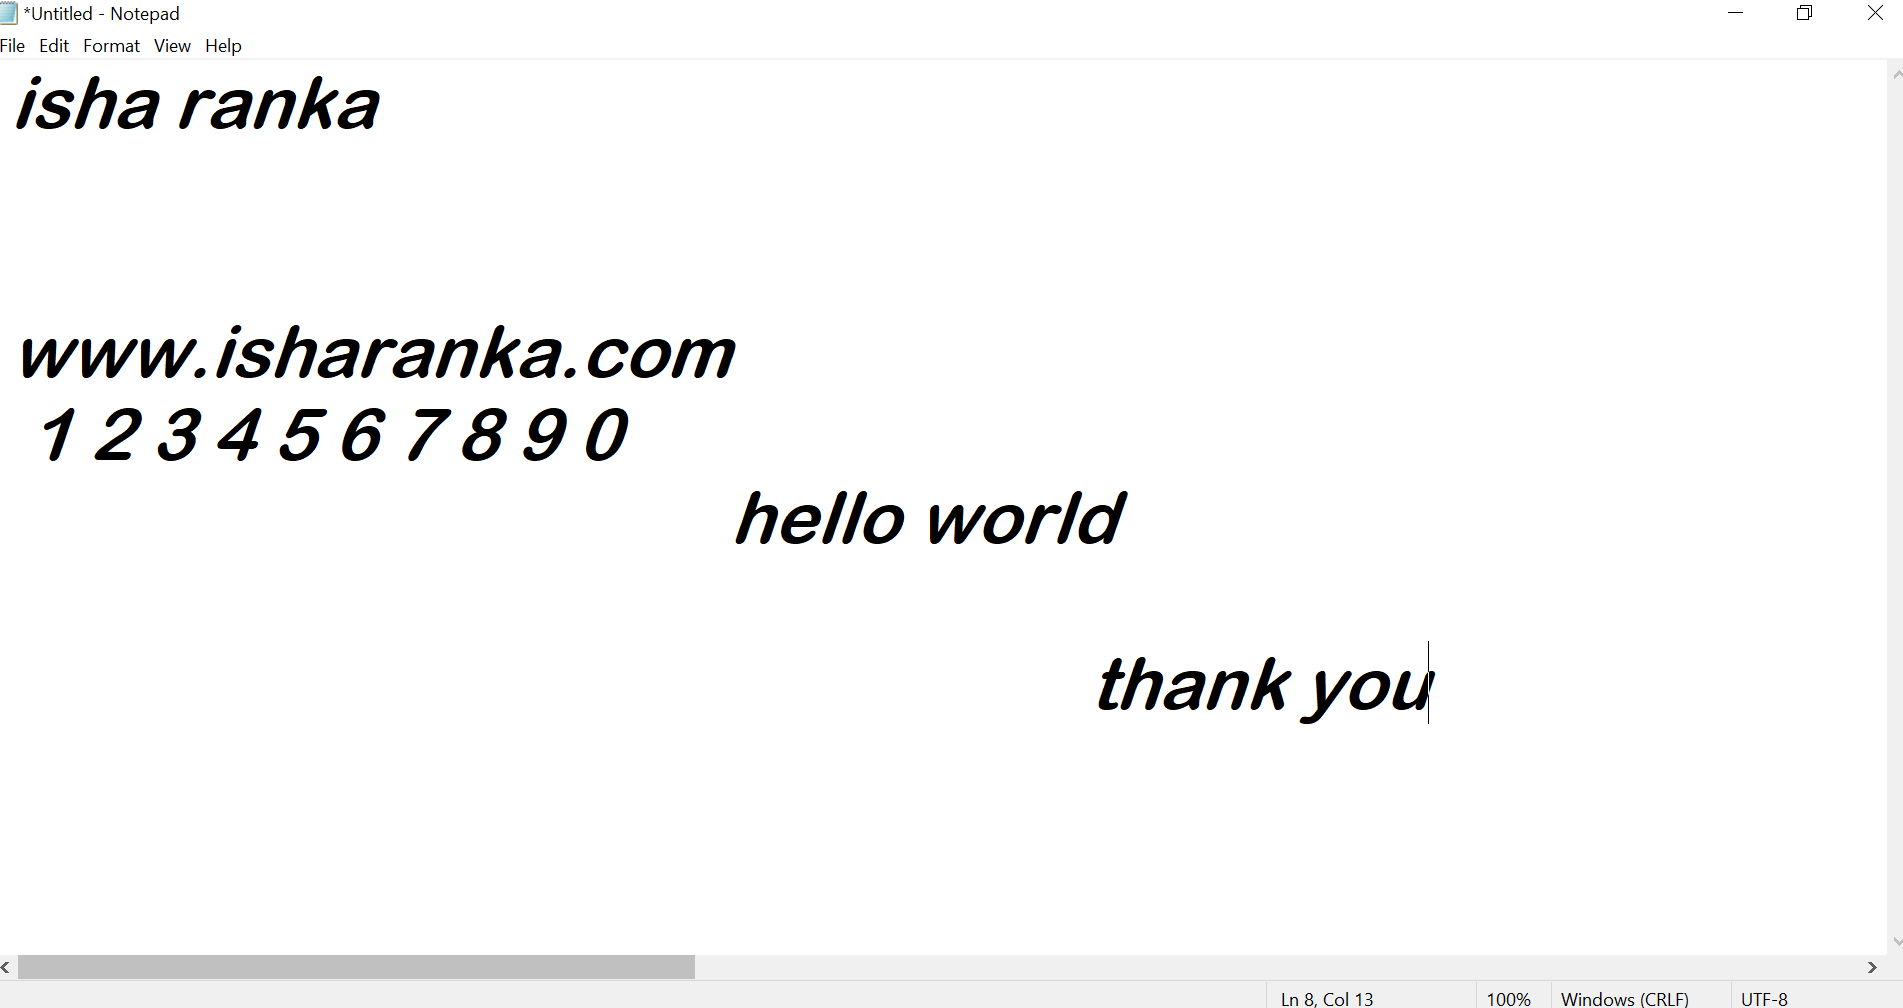 *Untitled - Notepad
File Edit Format View Help
isha ranka
www.isharanka.com
1 2 3 4 5 6 7 8 9 0
hello world
thank you
Ln 8, Col 13 100% Windows (CRLF) UTF-8